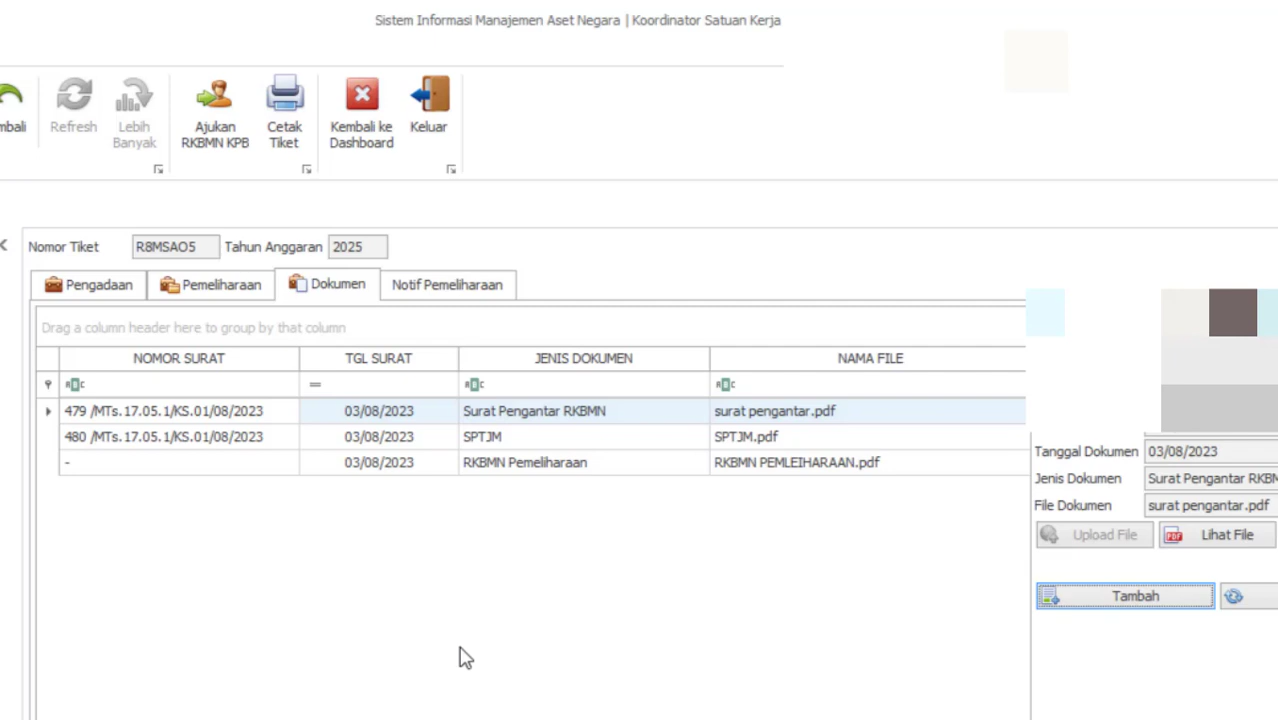 Sistem Informasi Manajemen Aset Negara | Koordinator Satuan Kerja
mbali
Refresh
Lebih Banyak
Ajukan RKBMN KPB
Cetak Tiket
Kembali ke Dashboard
Keluar
Nomor Tiket R8MSAO5 Tahun Anggaran 2025
Pengadaan Pemeliharaan Dokumen Notif Pemeliharaan
Drag a column header here to group by that column
NOMOR SURAT TGL SURAT JENIS DOKUMEN NAMA FILE
479 /MTs.17.05.1/KS.01/08/2023 03/08/2023 Surat Pengantar RKBMN surat pengantar.pdf
480 /MTs.17.05.1/KS.01/08/2023 03/08/2023 SPTJM SPTJM.pdf
- 03/08/2023 RKBMN Pemeliharaan RKBMN PEMLEIHARAAN.pdf
Tanggal Dokumen 03/08/2023
Jenis Dokumen Surat Pengantar RKBM
File Dokumen surat pengantar.pdf
Upload File Lihat File
Tambah